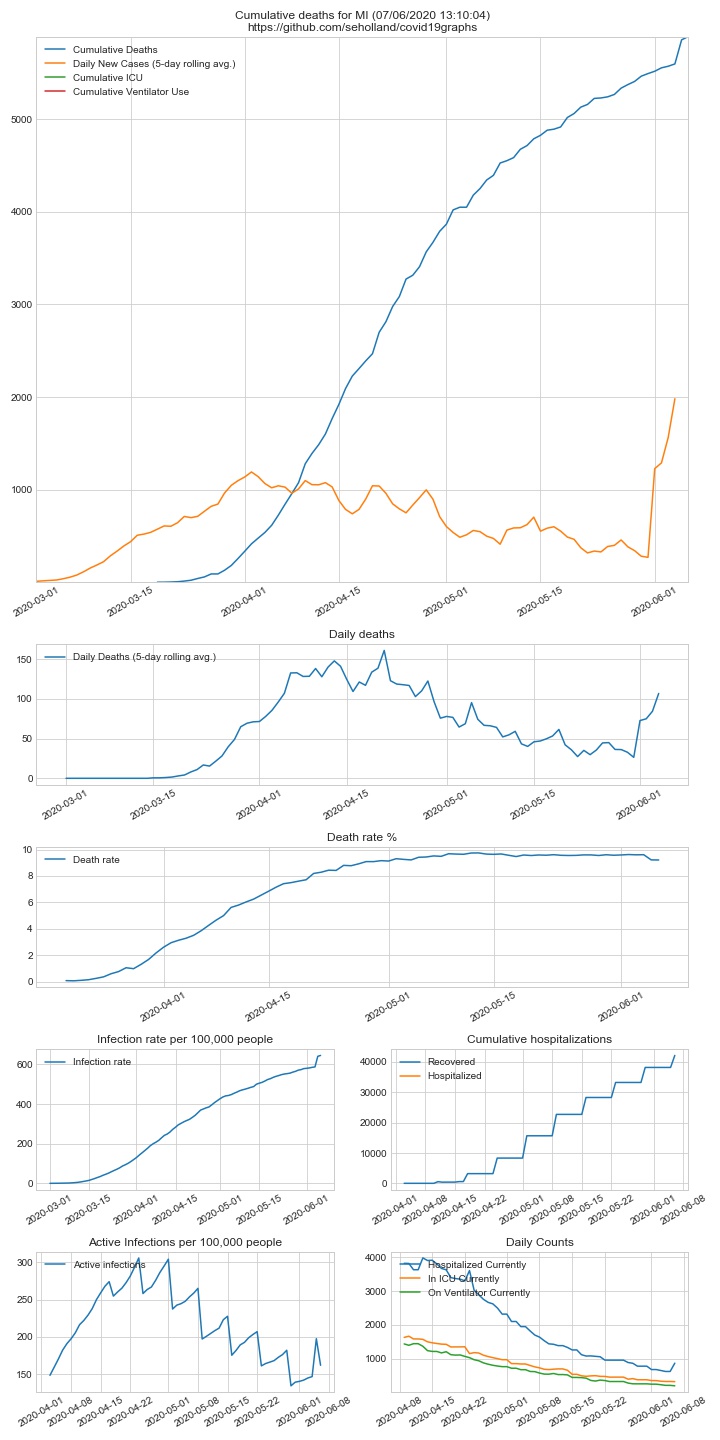 Cumulative deaths for MI (07/06/2020 13:10:04)
https://github.com/seholland/covid19graphs
Cumulative Deaths
Daily New Cases (5-day rolling avg.)
Cumulative ICU
Cumulative Ventilator Use
5000
4000
3000
2000
1000
2020-03-01 2020-03-15 2020-04-01 2020-04-15 2020-05-01 2020-05-15 2020-06-01
Daily deaths
Daily Deaths (5-day rolling avg.)
150
100
50
0
2020-03-01 2020-03-15 2020-04-01 2020-04-15 2020-05-01 2020-05-15 2020-06-01
Death rate %
Death rate
10
8
6
4
2
0
2020-04-01 2020-04-15 2020-05-01 2020-05-15 2020-06-01
Infection rate per 100,000 people
Infection rate
600
400
200
0
2020-03-01 2020-03-15 2020-04-01 2020-04-15 2020-05-01 2020-05-15 2020-06-01
Cumulative hospitalizations
Recovered
Hospitalized
40000
30000
20000
10000
0
2020-04-01 2020-04-08 2020-04-15 2020-04-22 2020-05-01 2020-05-08 2020-05-15 2020-05-22 2020-06-01 2020-06-08
Active Infections per 100,000 people
Active infections
300
250
200
150
2020-04-01 2020-04-08 2020-04-15 2020-04-22 2020-05-01 2020-05-08 2020-05-15 2020-05-22 2020-06-01 2020-06-08
Daily Counts
Hospitalized Currently
In ICU Currently
On Ventilator Currently
4000
3000
2000
1000
2020-04-08 2020-04-15 2020-04-22 2020-05-01 2020-05-08 2020-05-15 2020-05-22 2020-06-01 2020-06-08